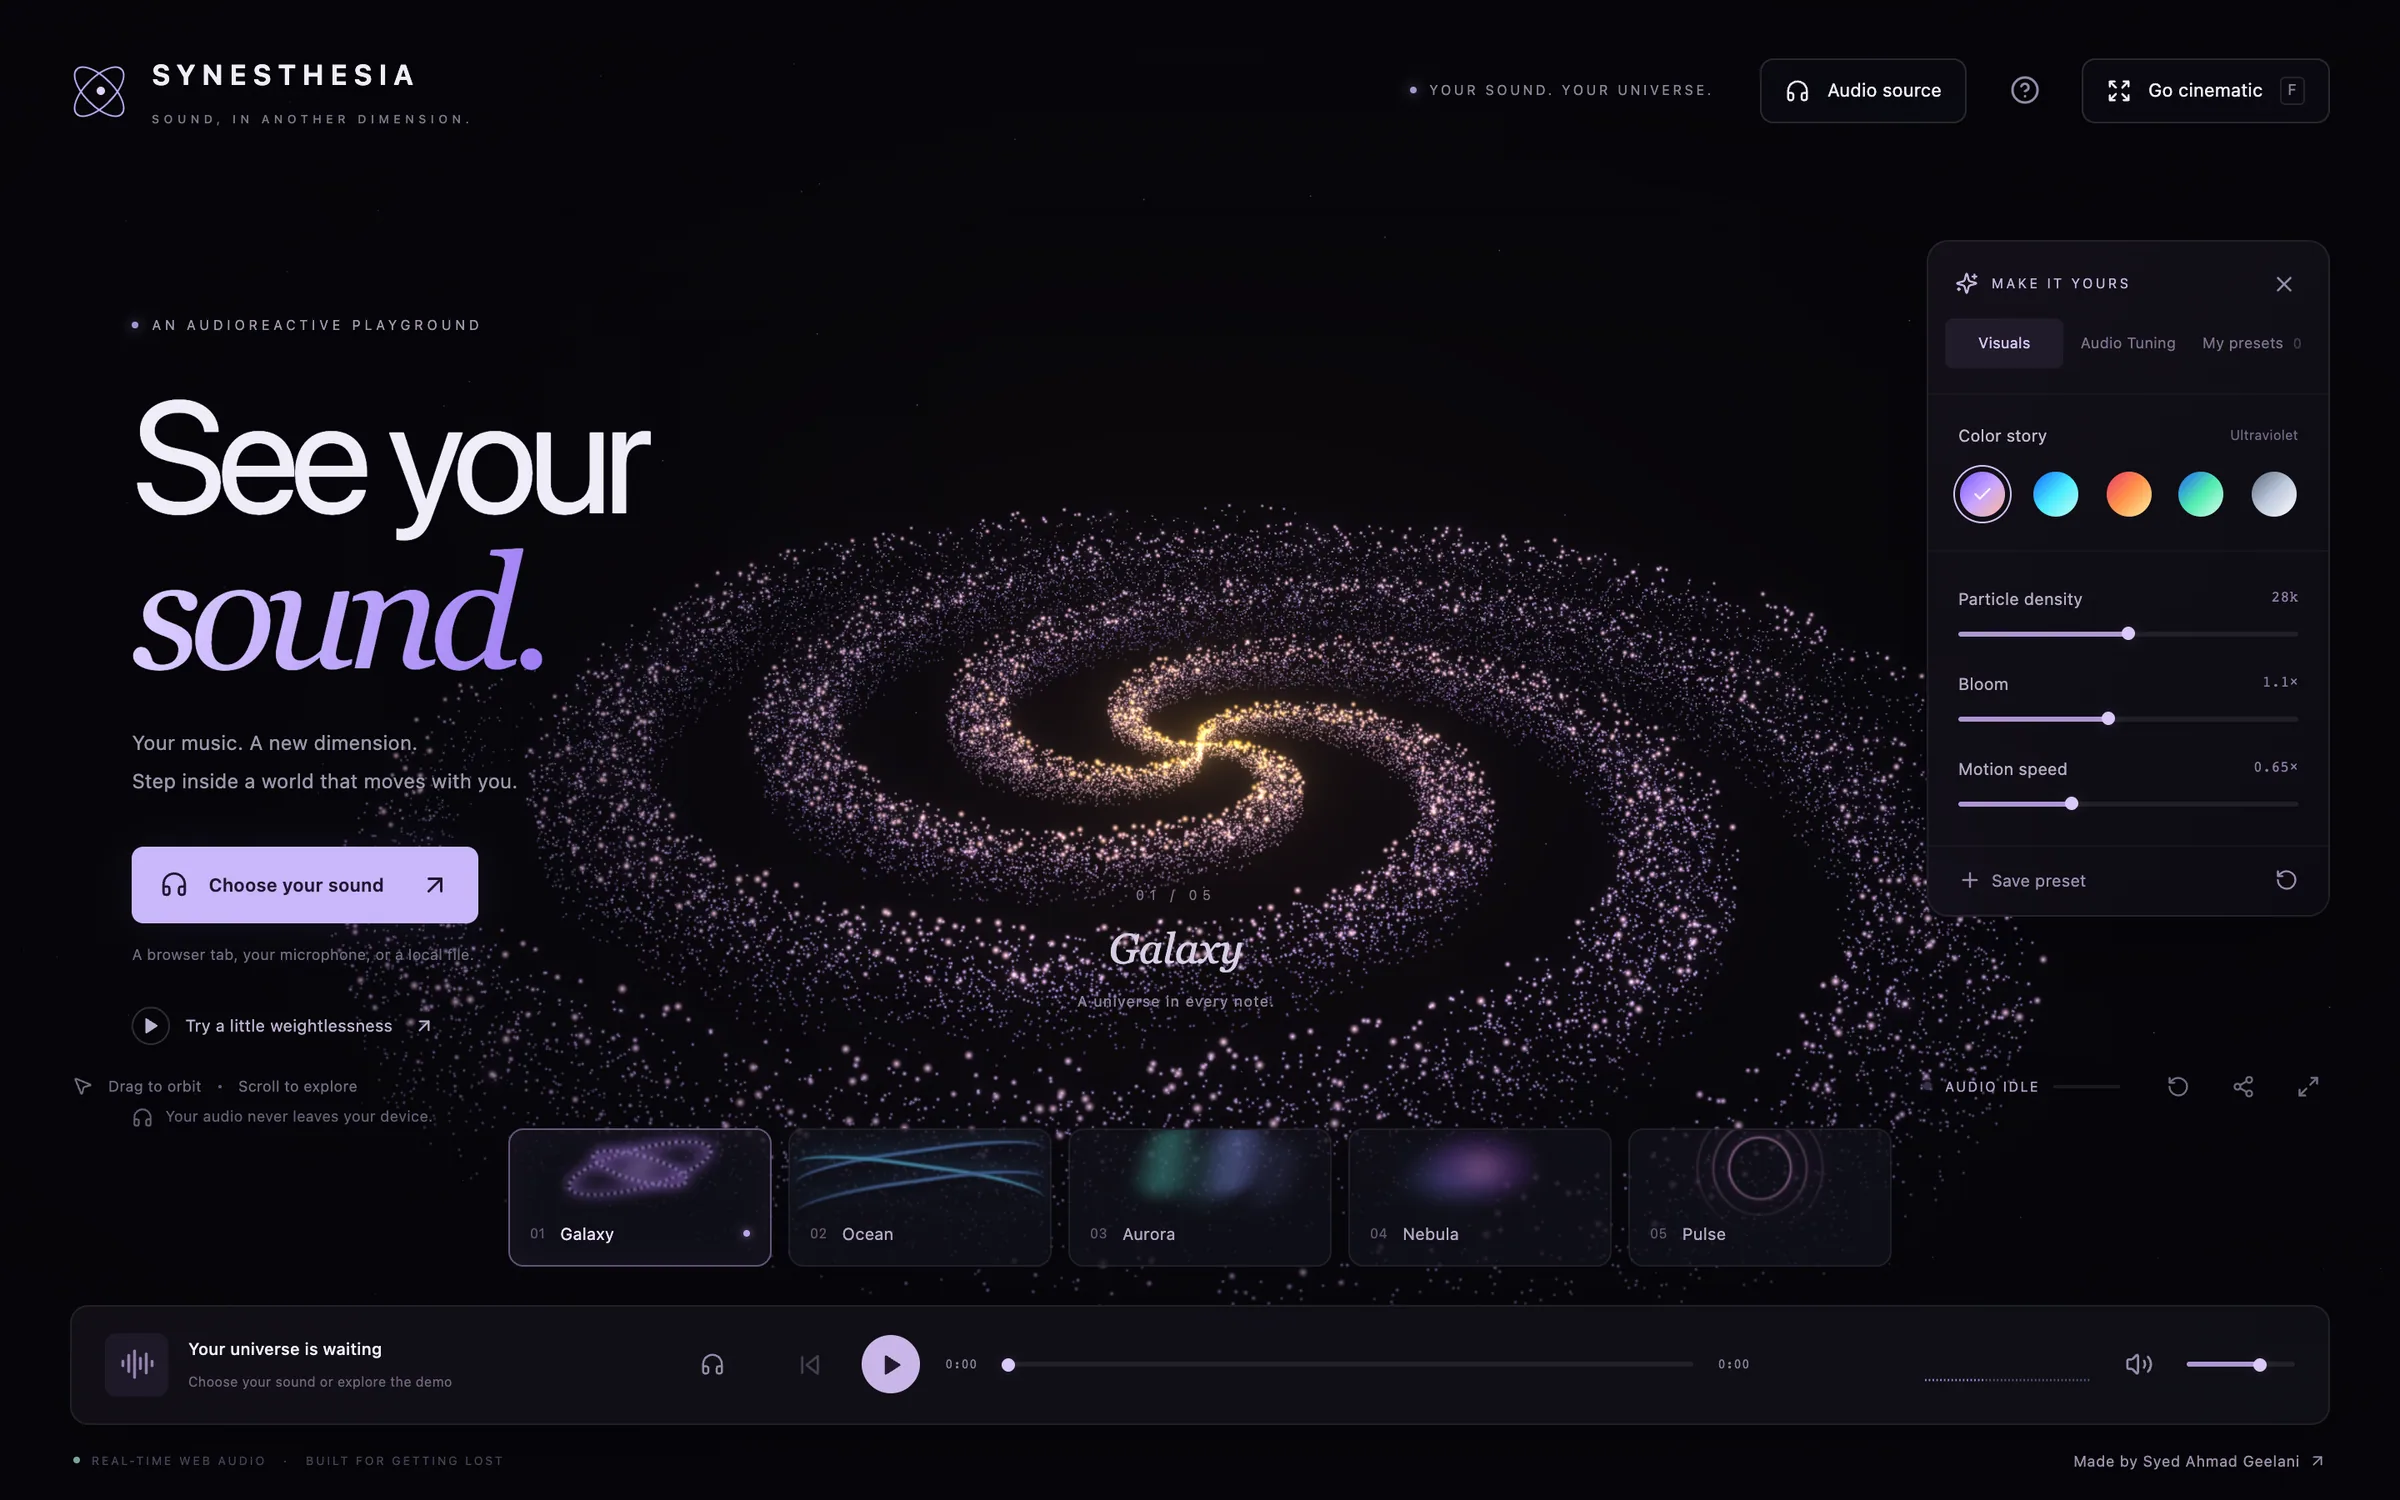 SYNESTHESIA
SOUND, IN ANOTHER DIMENSION.
YOUR SOUND. YOUR UNIVERSE.
Audio source
Go cinematic F
AN AUDIOREACTIVE PLAYGROUND
See your
sound.
Your music. A new dimension.
Step inside a world that moves with you.
Choose your sound
A browser tab, your microphone, or a local file.
Try a little weightlessness
Drag to orbit · Scroll to explore
Your audio never leaves your device.
01 / 05
Galaxy
A universe in every note.
MAKE IT YOURS
Visuals Audio Tuning My presets 0
Color story Ultraviolet
Particle density 28k
Bloom 1.1×
Motion speed 0.65×
Save preset
AUDIO IDLE
01 Galaxy
02 Ocean
03 Aurora
04 Nebula
05 Pulse
Your universe is waiting
Choose your sound or explore the demo
0:00 0:00
REAL-TIME WEB AUDIO · BUILT FOR GETTING LOST
Made by Syed Ahmad Geelani